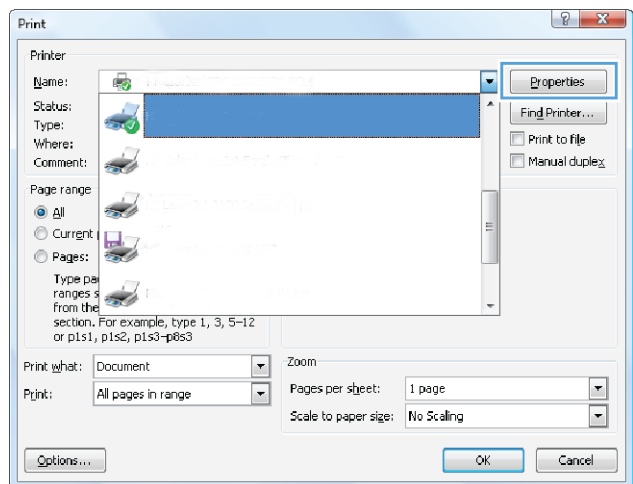 Print
Printer
Name:
Properties
Status:
Find Printer...
Type:
Print to file
Where:
Manual duplex
Comment:
Page range
All
Current
Pages:
Type
ranges
from the
section. For example, type 1, 3, 5–12
or p1s1, p1s2, p1s3–p8s3
Print what: Document
Zoom
Pages per sheet: 1 page
Print: All pages in range
Scale to paper size: No Scaling
Options...
OK
Cancel